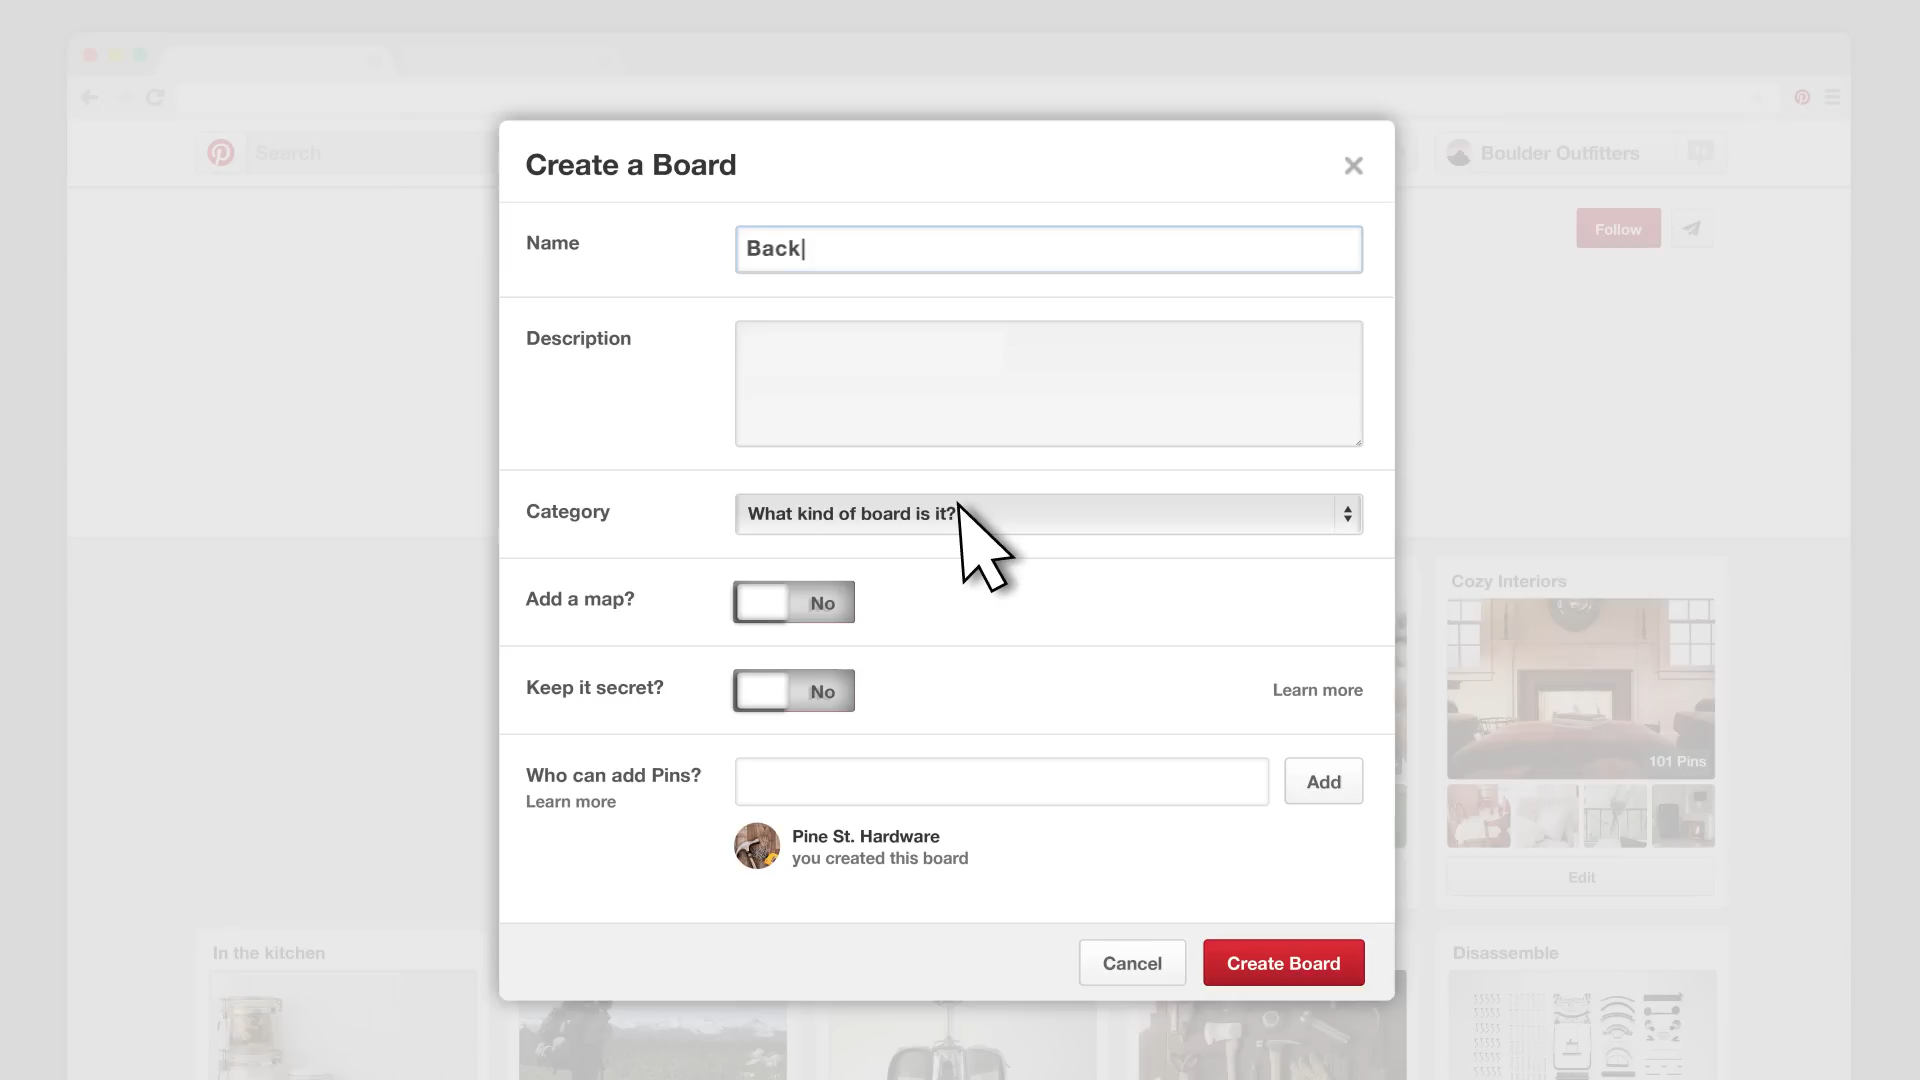 Search
Boulder Outfitters
Follow
Create a Board
Name
Back
Description
Category
What kind of board is it?
Add a map?
No
Keep it secret?
No
Learn more
Who can add Pins?
Learn more
Add
Pine St. Hardware
you created this board
Cancel
Create Board
Cozy Interiors
101 Pins
Edit
In the kitchen
Disassemble